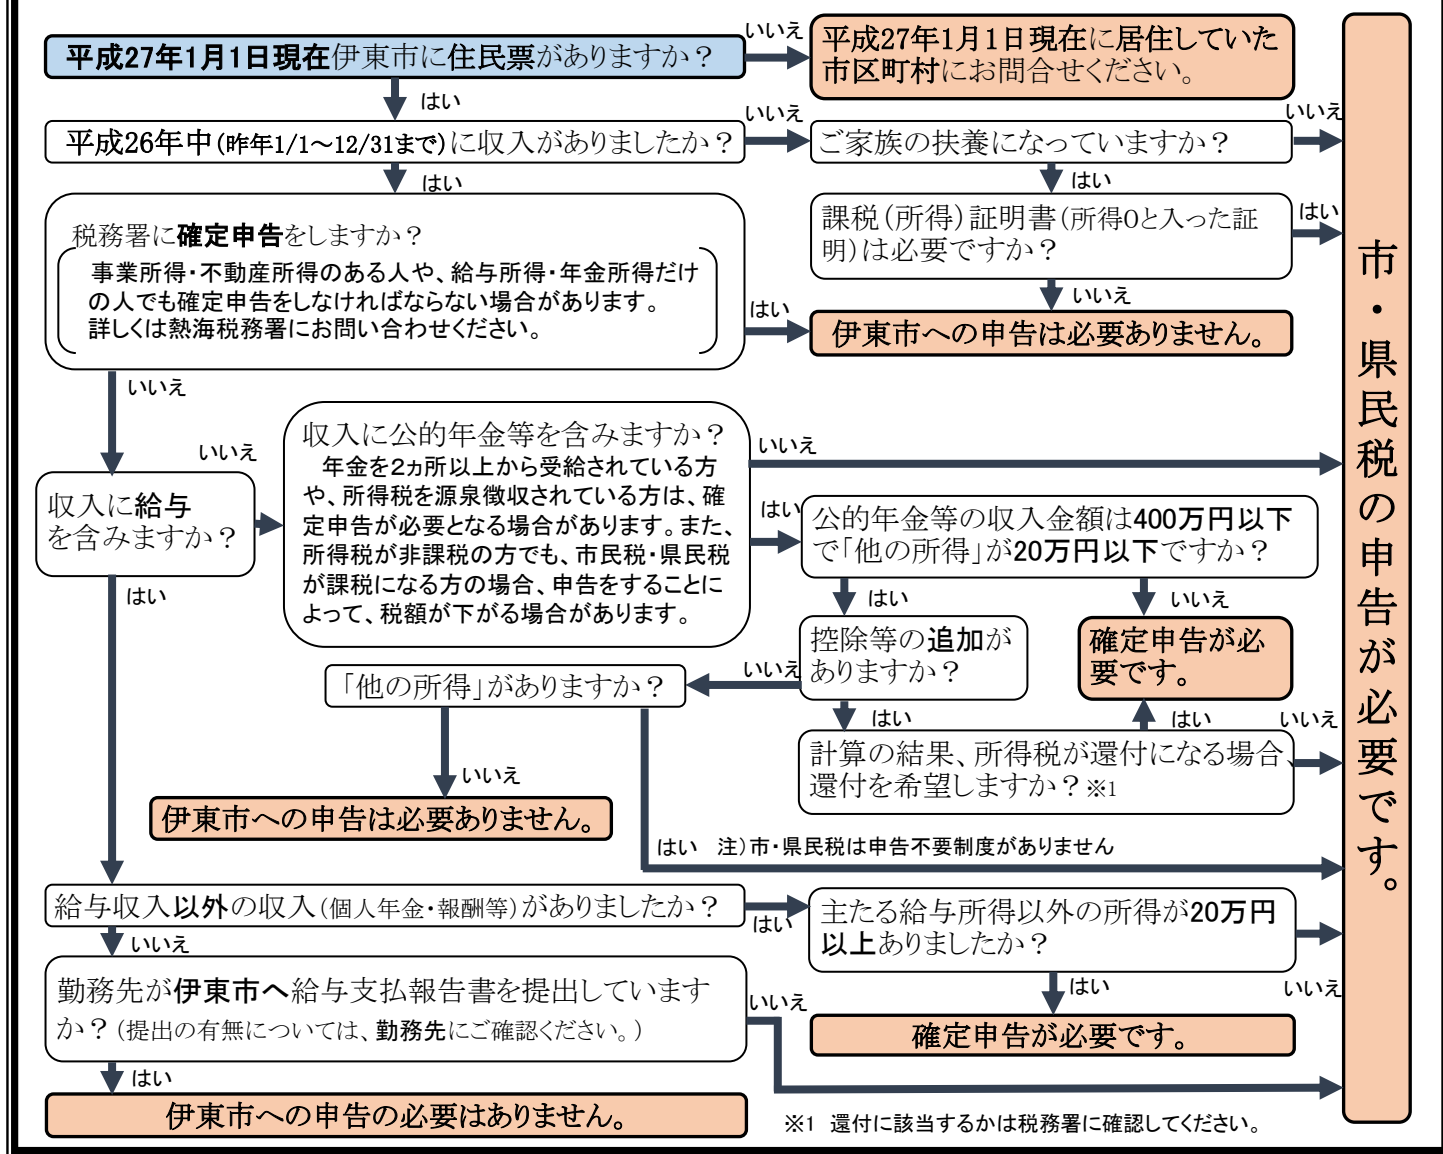 平成27年1月1日現在伊東市に住民票がありますか？
いいえ
平成27年1月1日現在に居住していた
市区町村にお問合せください。
はい
平成26年中(昨年1/1～12/31まで)に収入がありましたか？
いいえ
ご家族の扶養になっていますか？
いいえ
はい
はい
課税(所得)証明書(所得0と入った証
明)は必要ですか？
はい
いいえ
税務署に確定申告をしますか？
事業所得・不動産所得のある人や、給与所得・年金所得だけ
の人でも確定申告をしなければならない場合があります。
詳しくは熱海税務署にお問い合わせください。
はい
伊東市への申告は必要ありません。
いいえ
収入に給与
を含みますか？
いいえ
収入に公的年金等を含みますか？
年金を2ヵ所以上から受給されている方
や、所得税を源泉徴収されている方は、確
定申告が必要となる場合があります。また、
所得税が非課税の方でも、市民税・県民税
が課税になる方の場合、申告をすることに
よって、税額が下がる場合があります。
いいえ
はい
公的年金等の収入金額は400万円以下
で「他の所得」が20万円以下ですか？
はい
いいえ
控除等の追加が
ありますか？
確定申告が必
要です。
いいえ
「他の所得」がありますか？
はい
はい
いいえ
計算の結果、所得税が還付になる場合、
還付を希望しますか？※1
いいえ
伊東市への申告は必要ありません。
はい　注)市・県民税は申告不要制度がありません
はい
給与収入以外の収入(個人年金・報酬等)がありましたか？
はい
主たる給与所得以外の所得が20万円
以上ありましたか？
いいえ
はい
確定申告が必要です。
いいえ
勤務先が伊東市へ給与支払報告書を提出しています
か？(提出の有無については、勤務先にご確認ください。)
いいえ
はい
伊東市への申告の必要はありません。
※1　還付に該当するかは税務署に確認してください。
市・県民税の申告が必要です。